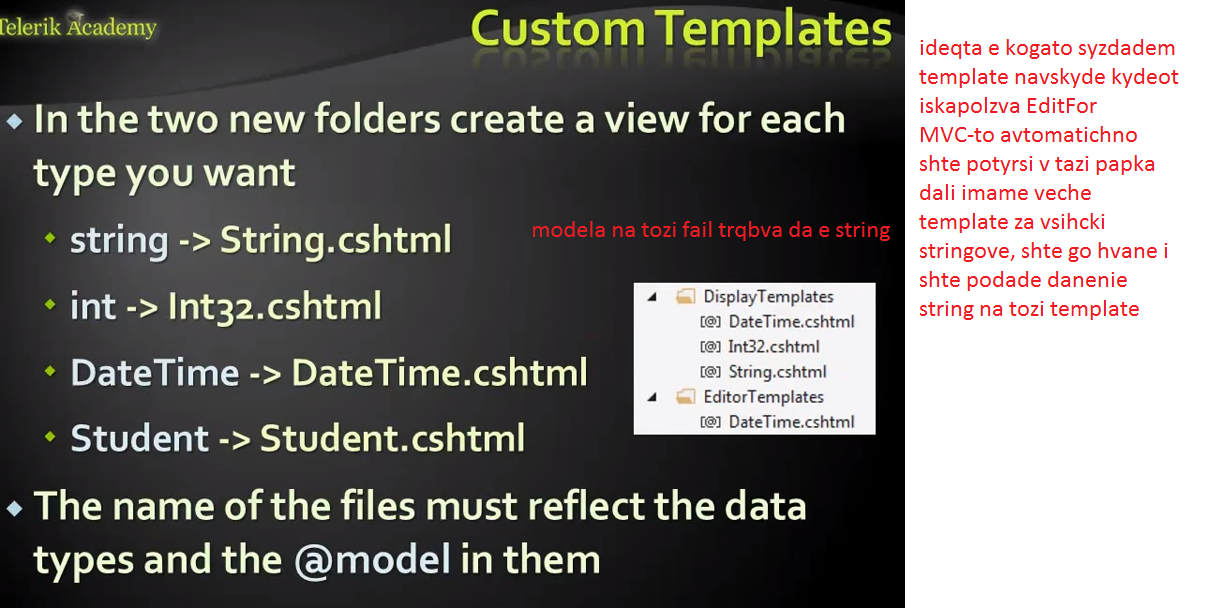 Telerik Academy
Custom Templates
In the two new folders create a view for each
type you want
string -> String.cshtml
int -> Int32.cshtml
DateTime -> DateTime.cshtml
Student -> Student.cshtml
The name of the files must reflect the data
types and the @model in them
modela na tozi fail trqbva da e string
DisplayTemplates
[@] DateTime.cshtml
[@] Int32.cshtml
[@] String.cshtml
EditorTemplates
[@] DateTime.cshtml
ideqta e kogato syzdadem
template navskyde kydeot
iskapolzva EditFor
MVC-to avtomatichno
shte potyrsi v tazi papka
dali imame veche
template za vsihcki
stringove, shte go hvane i
shte podade danenie
string na tozi template